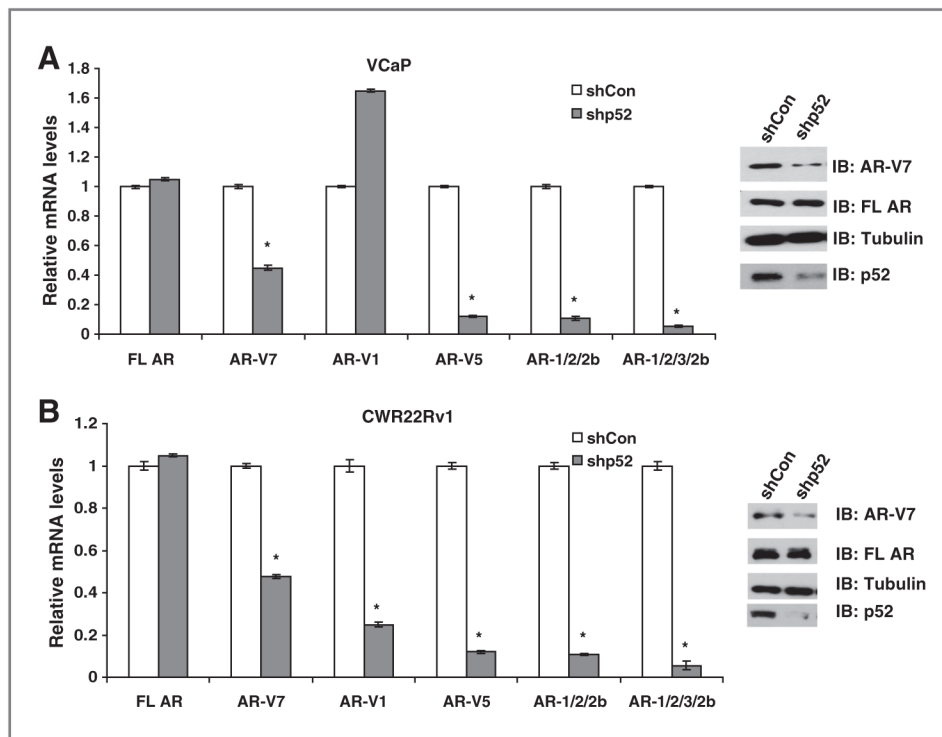 A
VCaP
Relative mRNA levels
1.8
1.6
1.4
1.2
1
0.8
0.6
0.4
0.2
0
shCon
shp52
*
*
*
*
FL AR
AR-V7
AR-V1
AR-V5
AR-1/2/2b
AR-1/2/3/2b
shCon
shp52
IB: AR-V7
IB: FL AR
IB: Tubulin
IB: p52
B
CWR22Rv1
Relative mRNA levels
1.2
1
0.8
0.6
0.4
0.2
0
shCon
shp52
*
*
*
*
*
FL AR
AR-V7
AR-V1
AR-V5
AR-1/2/2b
AR-1/2/3/2b
shCon
shp52
IB: AR-V7
IB: FL AR
IB: Tubulin
IB: p52